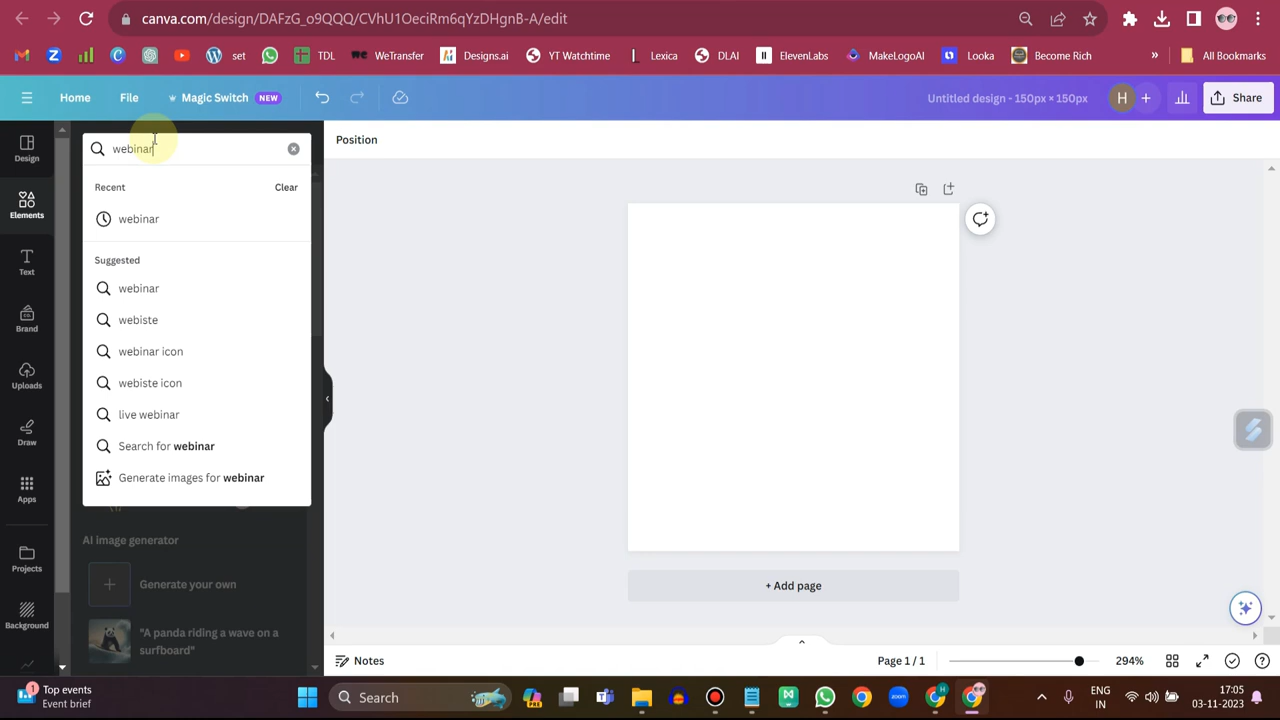 canva.com/design/DAFzG_o9QQQ/CVhU1OeciRm6qYzDHgnB-A/edit
set
TDL
WeTransfer
Designs.ai
YT Watchtime
Lexica
DLAI
ElevenLabs
MakeLogoAI
Looka
Become Rich
»
All Bookmarks
Home
File
Magic Switch
NEW
Untitled design - 150px × 150px
H
+
Share
Design
Elements
Text
Brand
Uploads
Draw
Apps
Projects
Background
webinar
Recent
Clear
webinar
Suggested
webinar
webiste
webinar icon
webiste icon
live webinar
Search for webinar
Generate images for webinar
AI image generator
Generate your own
"A panda riding a wave on a
surfboard"
Position
+ Add page
Notes
Page 1 / 1
294%
1
Top events
Event brief
Search
PRE
zoom
ENG
IN
17:05
03-11-2023